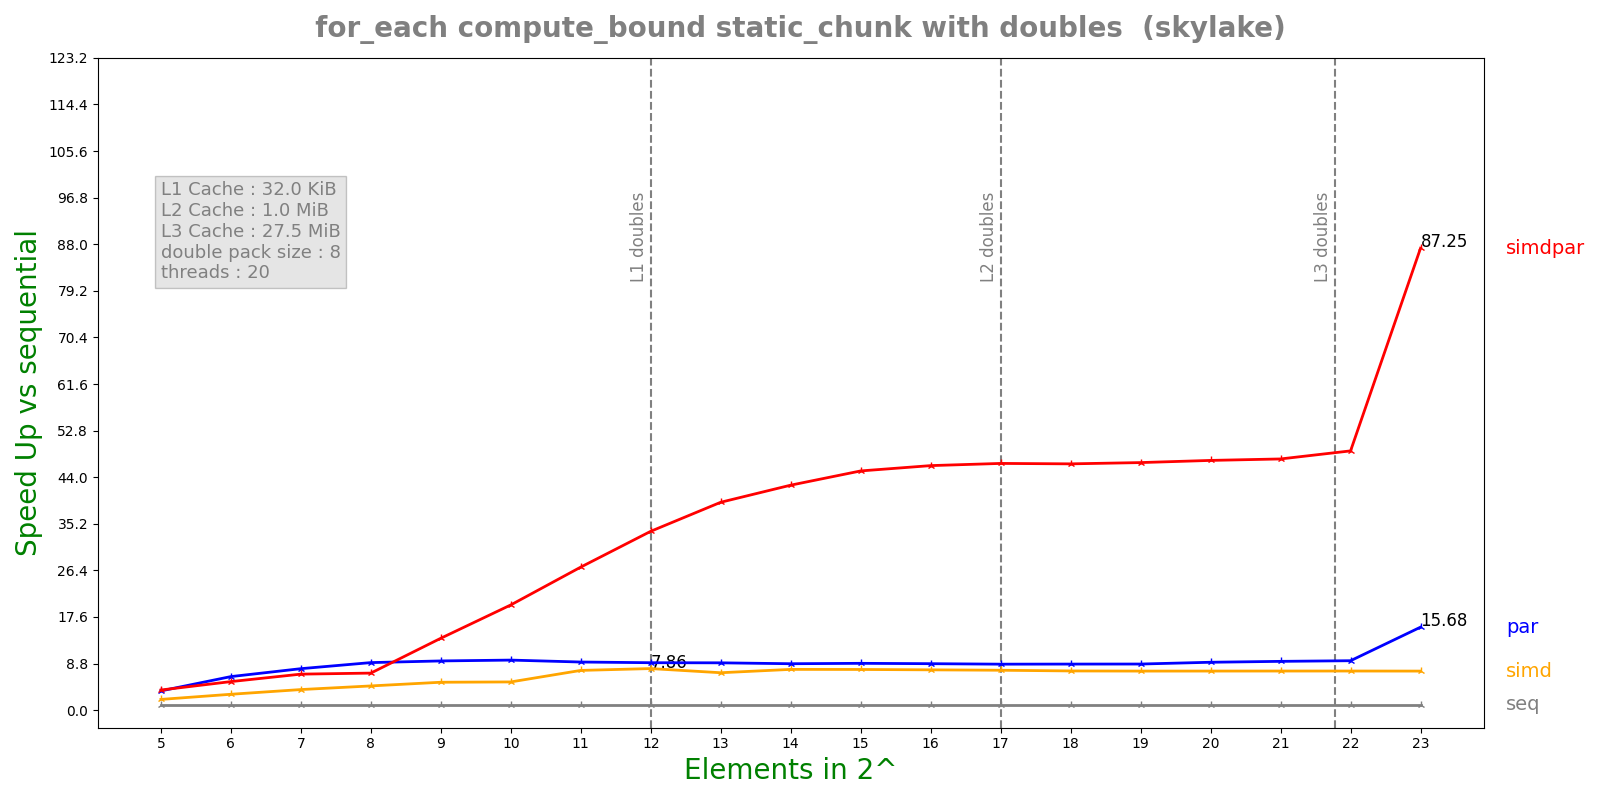 for_each compute_bound static_chunk with doubles (skylake)
123.2
114.4
105.6
96.8
88.0
79.2
70.4
61.6
52.8
44.0
35.2
26.4
17.6
8.8
0.0
Speed Up vs sequential
L1 Cache : 32.0 KiB
L2 Cache : 1.0 MiB
L3 Cache : 27.5 MiB
double pack size : 8
threads : 20
L1 doubles
L2 doubles
L3 doubles
87.25
15.68
7.86
simdpar
par
simd
seq
5 6 7 8 9 10 11 12 13 14 15 16 17 18 19 20 21 22 23
Elements in 2^